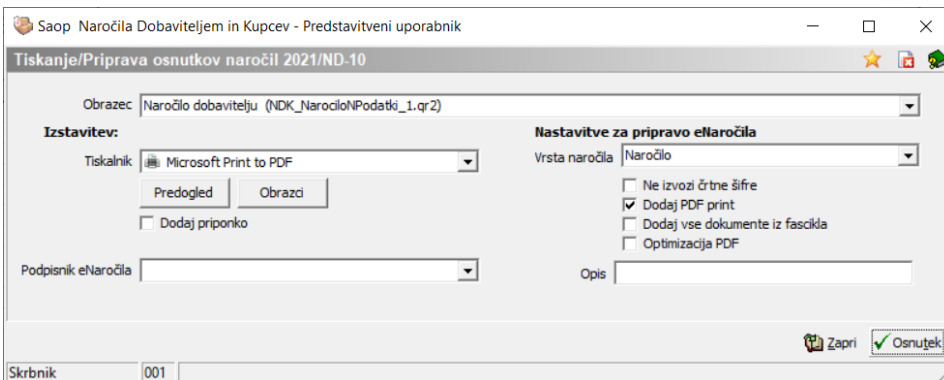 Saop Naročila Dobaviteljem in Kupcev - Predstavitveni uporabnik
Tiskanje/Priprava osnutkov naročil 2021/ND-10
Obrazec Naročilo dobavitelju (NDK_NarociloNPodatki_1.qr2)
Izstavitev:
Tiskalnik Microsoft Print to PDF
Predogled Obrazci
Dodaj priponko
Podpisnik eNaročila
Nastavitve za pripravo eNaročila
Vrsta naročila Naročilo
Ne izvozi črtne šifre
Dodaj PDF print
Dodaj vse dokumente iz fascikla
Optimizacija PDF
Opis
Zapri Osnutek
Skrbnik 001